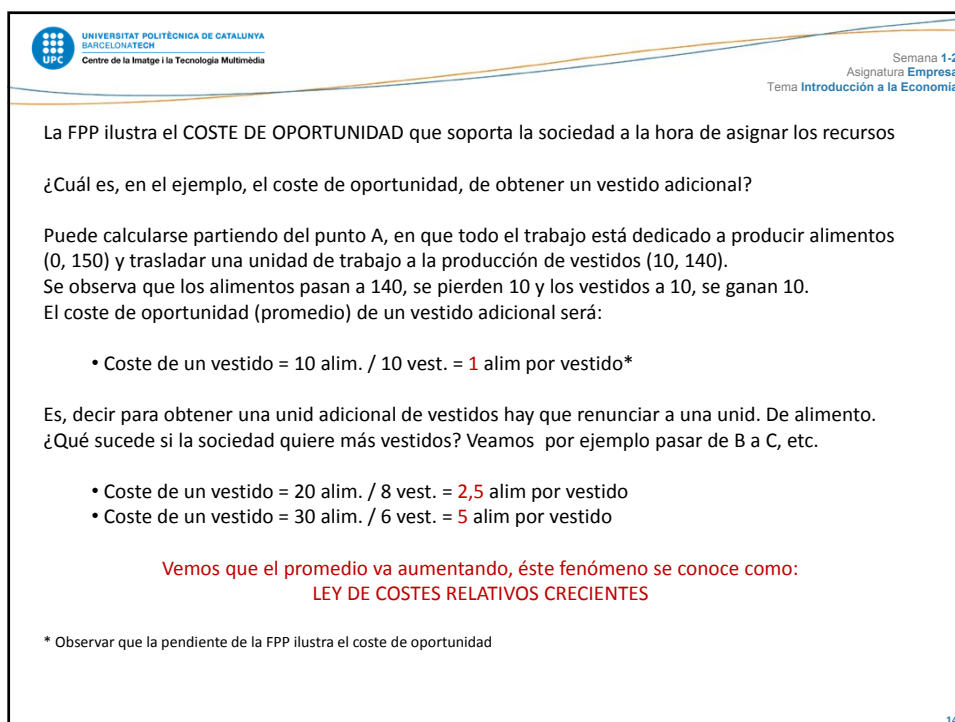 UNIVERSITAT POLITÈCNICA DE CATALUNYA
BARCELONATECH
Centre de la Imatge i la Tecnologia Multimèdia
UPC
Semana 1-2
Asignatura Empresa
Tema Introducción a la Economía
La FPP ilustra el COSTE DE OPORTUNIDAD que soporta la sociedad a la hora de asignar los recursos
¿Cuál es, en el ejemplo, el coste de oportunidad, de obtener un vestido adicional?
Puede calcularse partiendo del punto A, en que todo el trabajo está dedicado a producir alimentos
(0, 150) y trasladar una unidad de trabajo a la producción de vestidos (10, 140).
Se observa que los alimentos pasan a 140, se pierden 10 y los vestidos a 10, se ganan 10.
El coste de oportunidad (promedio) de un vestido adicional será:
• Coste de un vestido = 10 alim. / 10 vest. = 1 alim por vestido*
Es, decir para obtener una unid adicional de vestidos hay que renunciar a una unid. De alimento.
¿Qué sucede si la sociedad quiere más vestidos? Veamos por ejemplo pasar de B a C, etc.
• Coste de un vestido = 20 alim. / 8 vest. = 2,5 alim por vestido
• Coste de un vestido = 30 alim. / 6 vest. = 5 alim por vestido
Vemos que el promedio va aumentando, éste fenómeno se conoce como:
LEY DE COSTES RELATIVOS CRECIENTES
* Observar que la pendiente de la FPP ilustra el coste de oportunidad
14